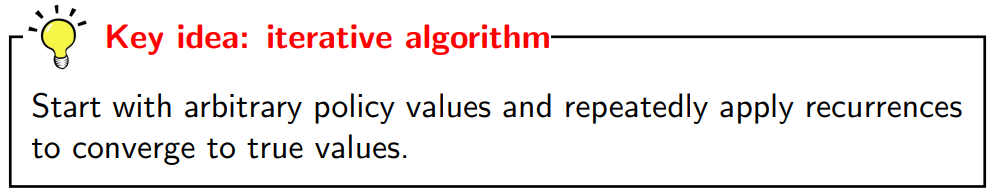 Key idea: iterative algorithm
Start with arbitrary policy values and repeatedly apply recurrences
to converge to true values.